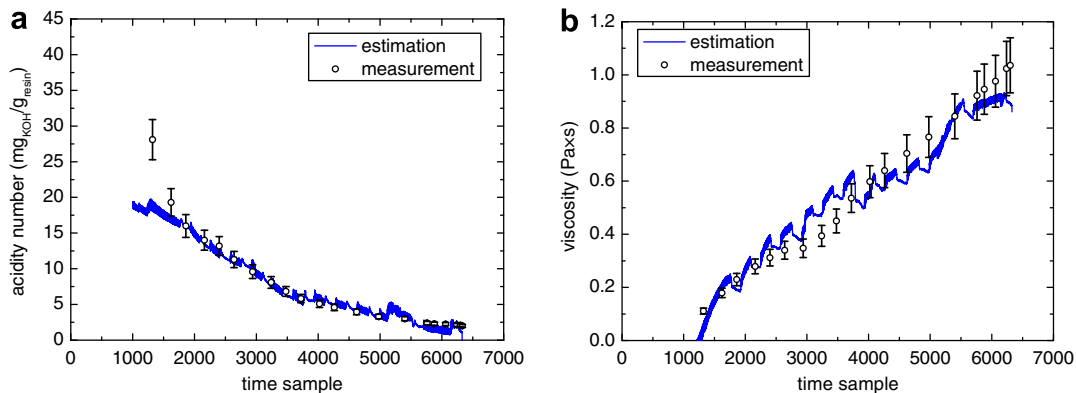 a
45
40
35
30
25
20
15
10
5
0
acidity number (mgKOH/gresin)
estimation
measurement
0 1000 2000 3000 4000 5000 6000 7000
time sample
b
1.2
1.0
0.8
0.6
0.4
0.2
0.0
viscosity (Pa×s)
estimation
measurement
0 1000 2000 3000 4000 5000 6000 7000
time sample